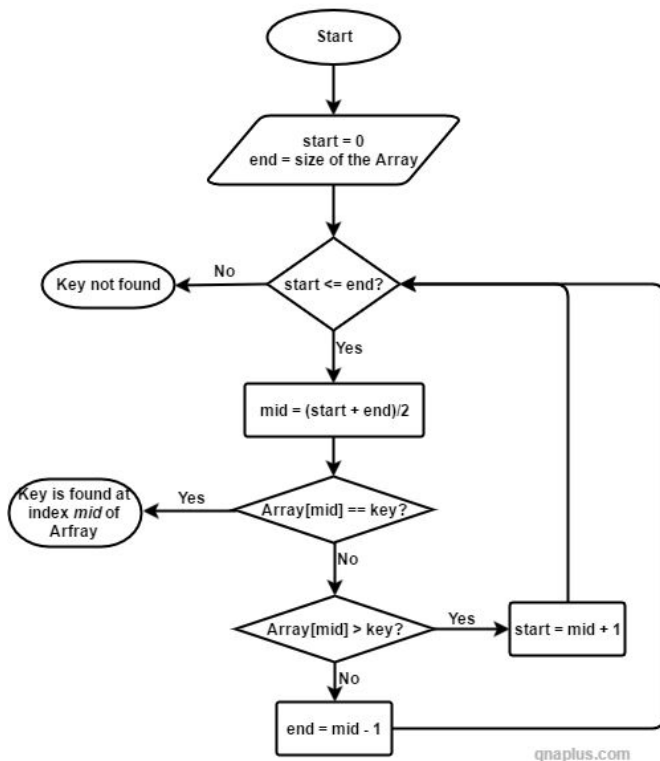 Start
start = 0
end = size of the Array
start <= end?
No
Key not found
Yes
mid = (start + end)/2
Array[mid] == key?
Yes
Key is found at
index mid of
Arfray
No
Array[mid] > key?
Yes
start = mid + 1
No
end = mid - 1
qnaplus.com